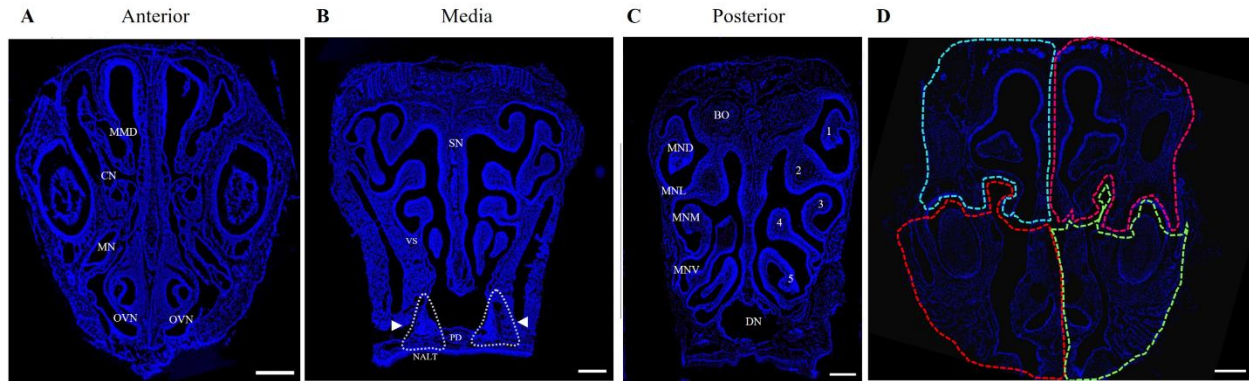 A Anterior
B Media
C Posterior
D
MMD
CN
MN
OVN OVN
SN
VS
PD
NALT
BO
MND
MNL
MNM
MNV
DN
1
2
3
4
5